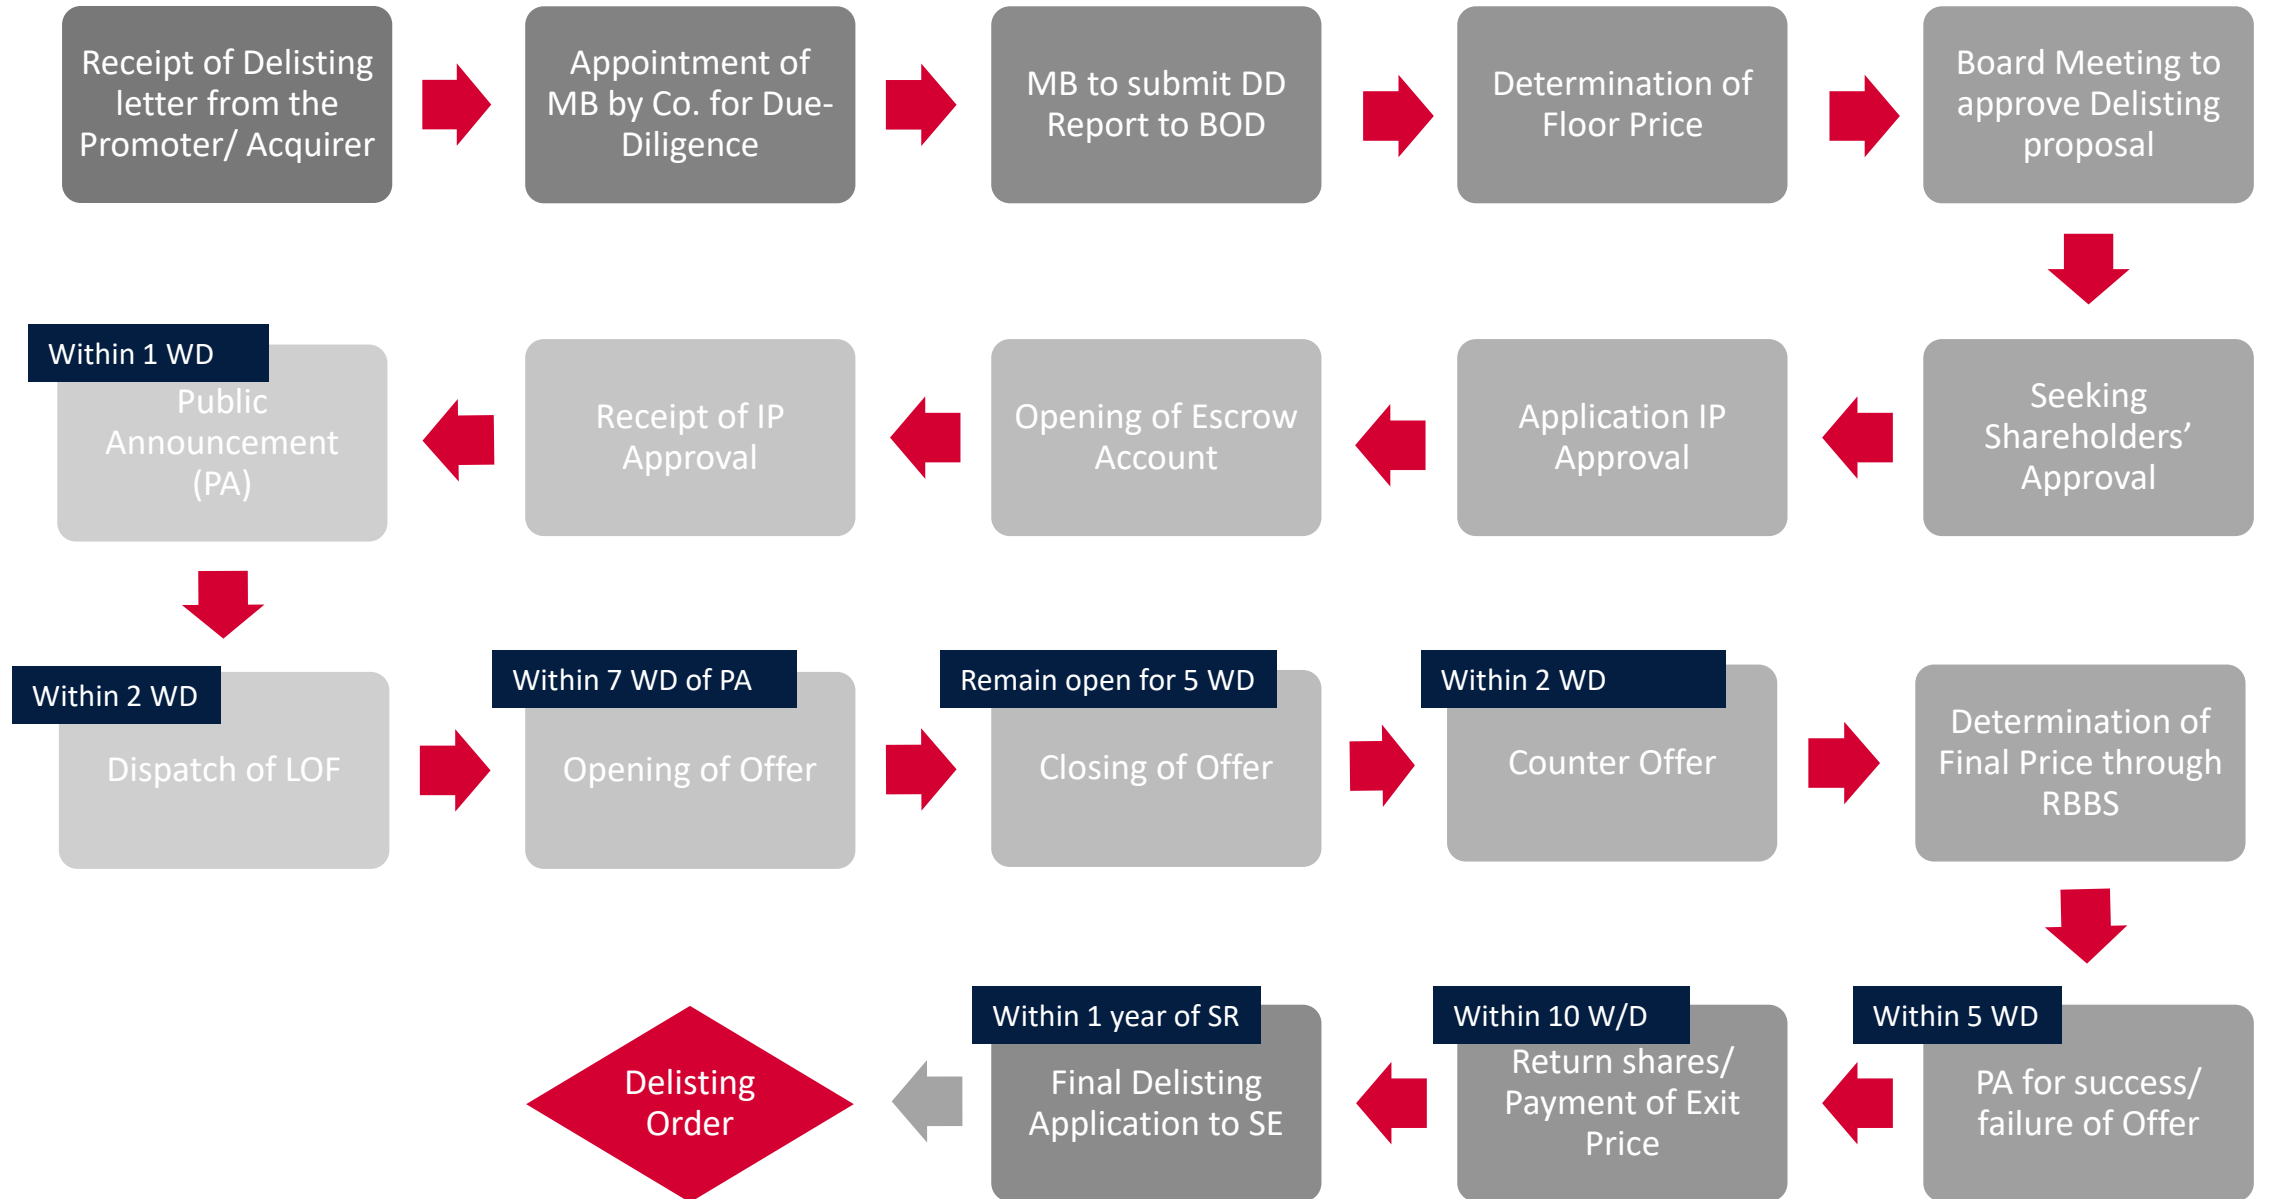 Receipt of Delisting
letter from the
Promoter/ Acquirer
Appointment of
MB by Co. for Due-
Diligence
MB to submit DD
Report to BOD
Determination of
Floor Price
Board Meeting to
approve Delisting
proposal
Within 1 WD
Public
Announcement
(PA)
Receipt of IP
Approval
Opening of Escrow
Account
Application IP
Approval
Seeking
Shareholders’
Approval
Within 2 WD
Dispatch of LOF
Within 7 WD of PA
Opening of Offer
Remain open for 5 WD
Closing of Offer
Within 2 WD
Counter Offer
Determination of
Final Price through
RBBS
Delisting
Order
Within 1 year of SR
Final Delisting
Application to SE
Within 10 W/D
Return shares/
Payment of Exit
Price
Within 5 WD
PA for success/
failure of Offer